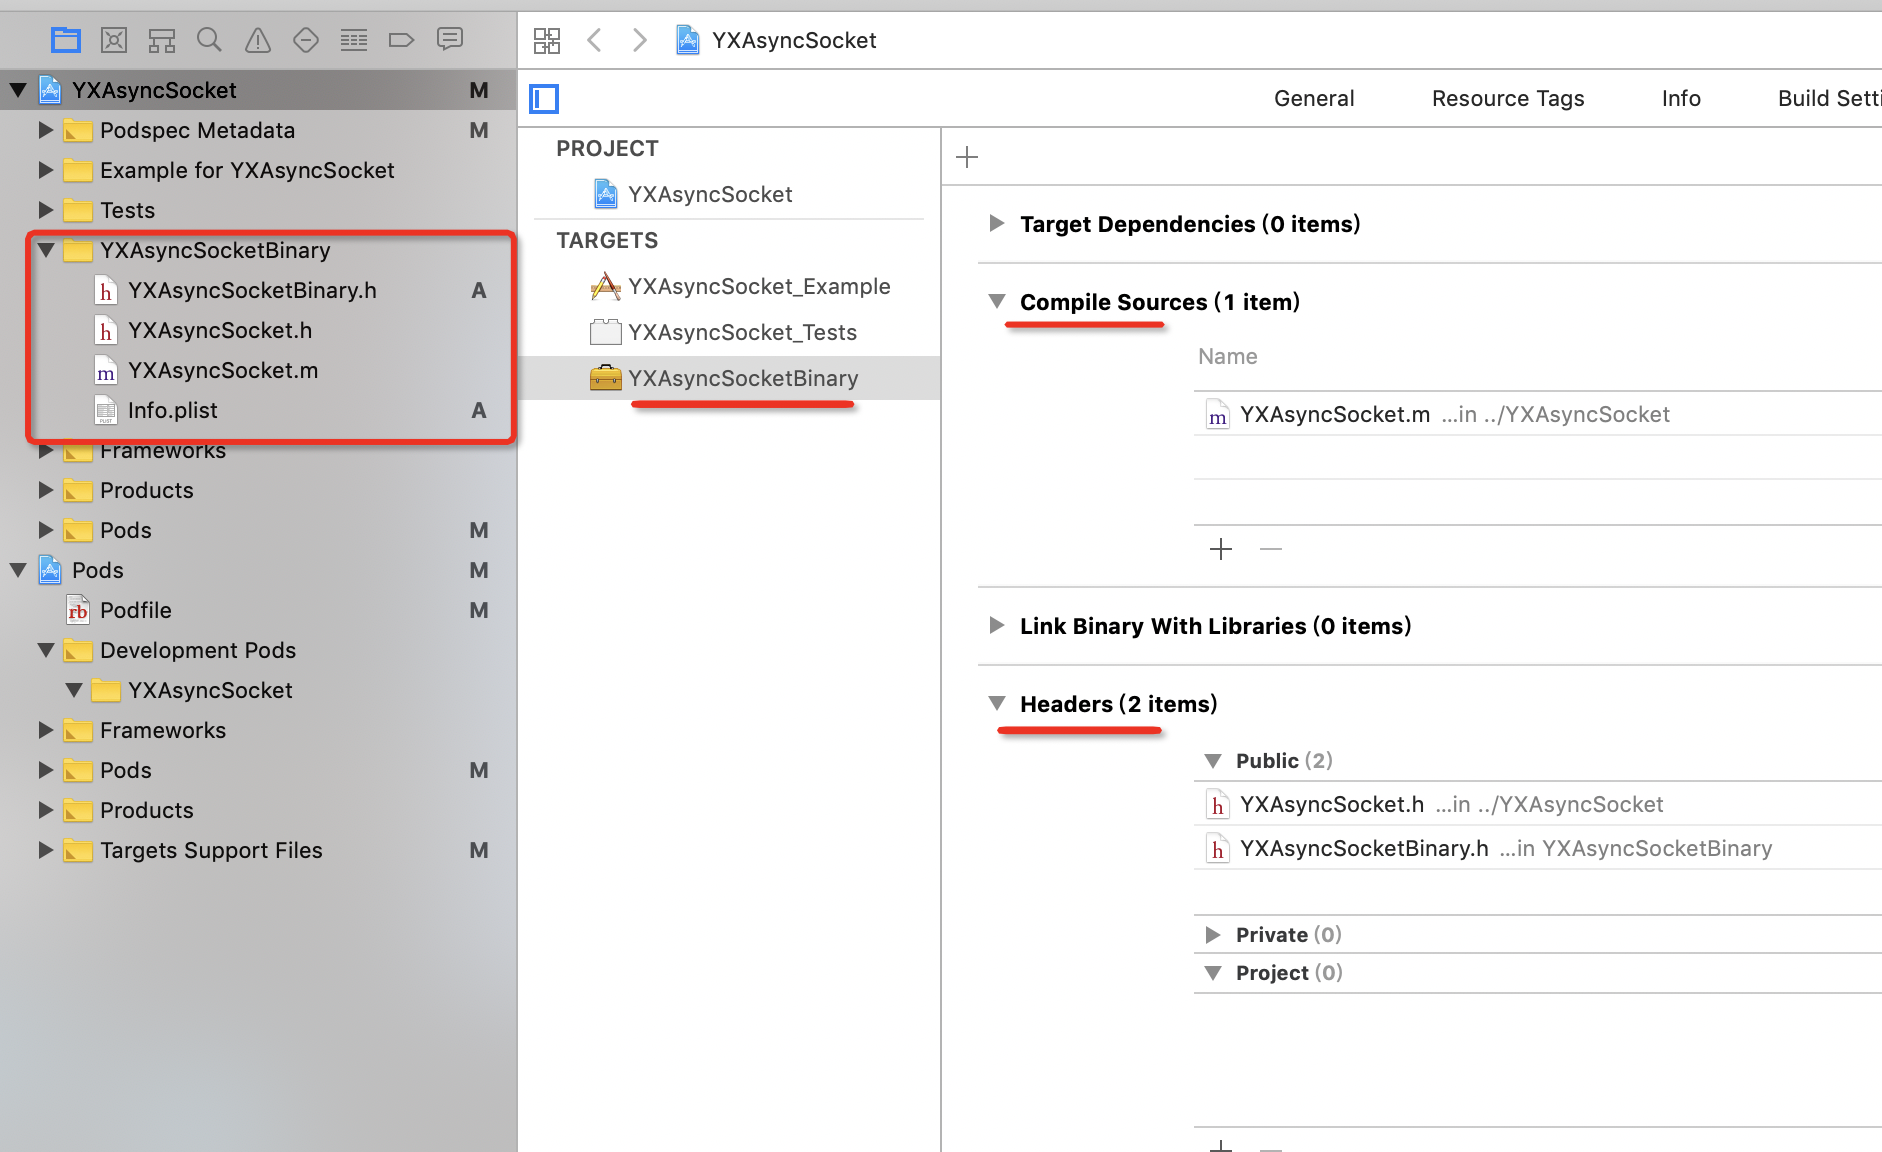 YXAsyncSocket M
Podspec Metadata M
Example for YXAsyncSocket
Tests
YXAsyncSocketBinary
h YXAsyncSocketBinary.h A
h YXAsyncSocket.h
m YXAsyncSocket.m
Info.plist A
Frameworks
Products
Pods M
Pods M
rb Podfile M
Development Pods
YXAsyncSocket
Frameworks
Pods M
Products
Targets Support Files M
YXAsyncSocket
General Resource Tags Info Build Setti
PROJECT
YXAsyncSocket
TARGETS
YXAsyncSocket_Example
YXAsyncSocket_Tests
YXAsyncSocketBinary
Target Dependencies (0 items)
Compile Sources (1 item)
Name
m YXAsyncSocket.m ...in ../YXAsyncSocket
Link Binary With Libraries (0 items)
Headers (2 items)
Public (2)
h YXAsyncSocket.h ...in ../YXAsyncSocket
h YXAsyncSocketBinary.h ...in YXAsyncSocketBinary
Private (0)
Project (0)